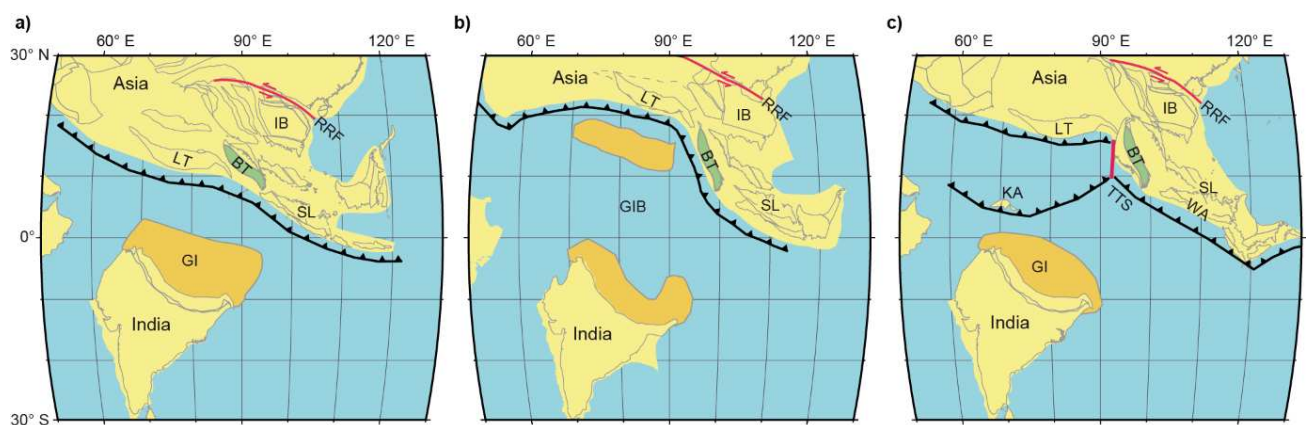 a)
60° E
90 E
120° E
30° N
Asia
IB
RRF
LT
BT
SL
0°
GI
India
30° S
b)
60° E
90 E
120° E
Asia
LT
IB
RRF
BT
GIB
SL
India
c)
60° E
90 E
120° E
Asia
IB
RRF
LT
BT
KA
TTS
SL
WA
GI
India